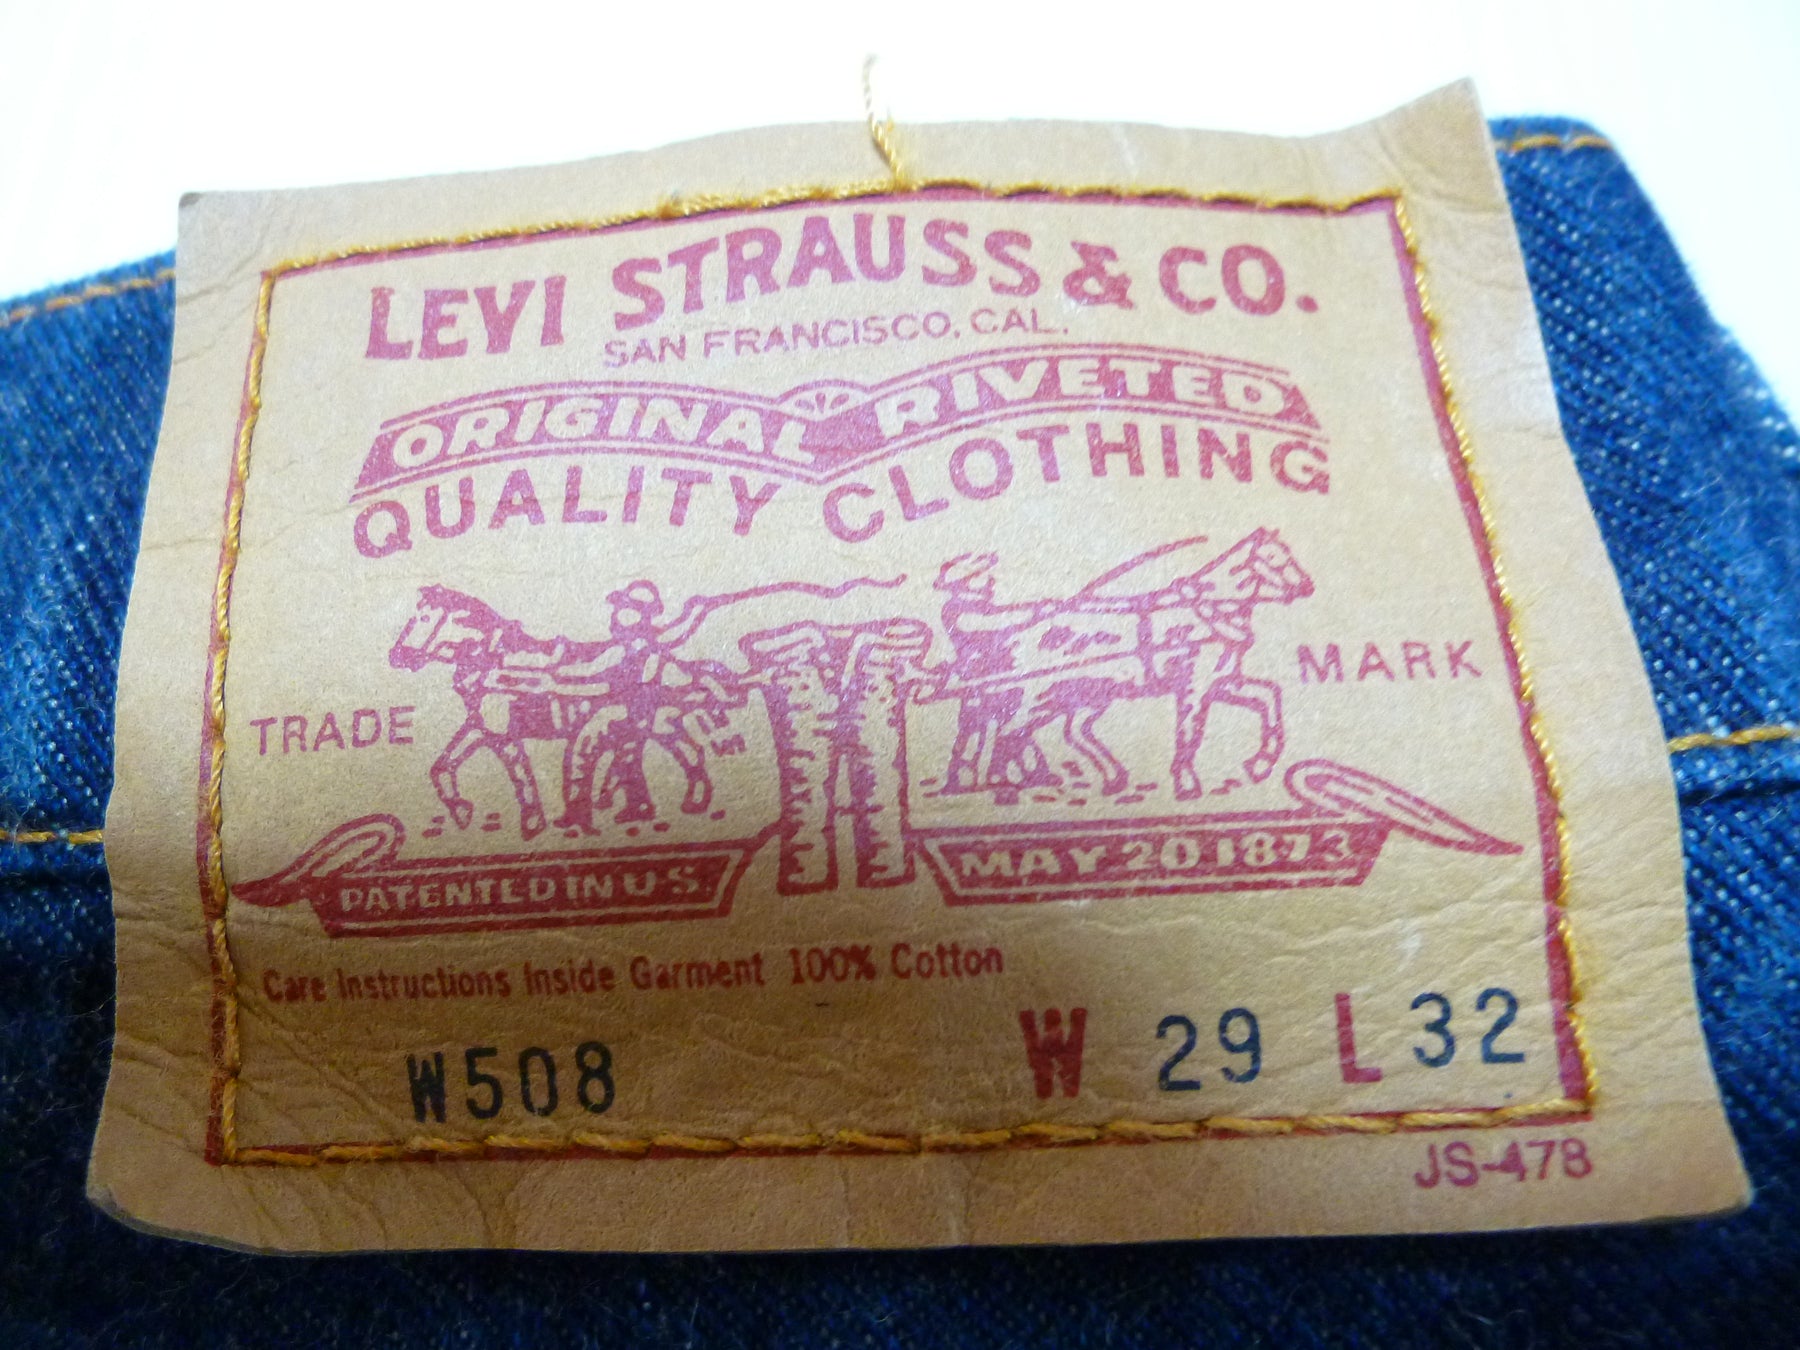 LEVI STRAUSS & CO.
SAN FRANCISCO, CAL.
ORIGINAL RIVETED
QUALITY CLOTHING
TRADE MARK
PATENTED IN U.S. MAY 20 1873
Care Instructions Inside Garment 100% Cotton
W508 W 29 L 32
JS-478